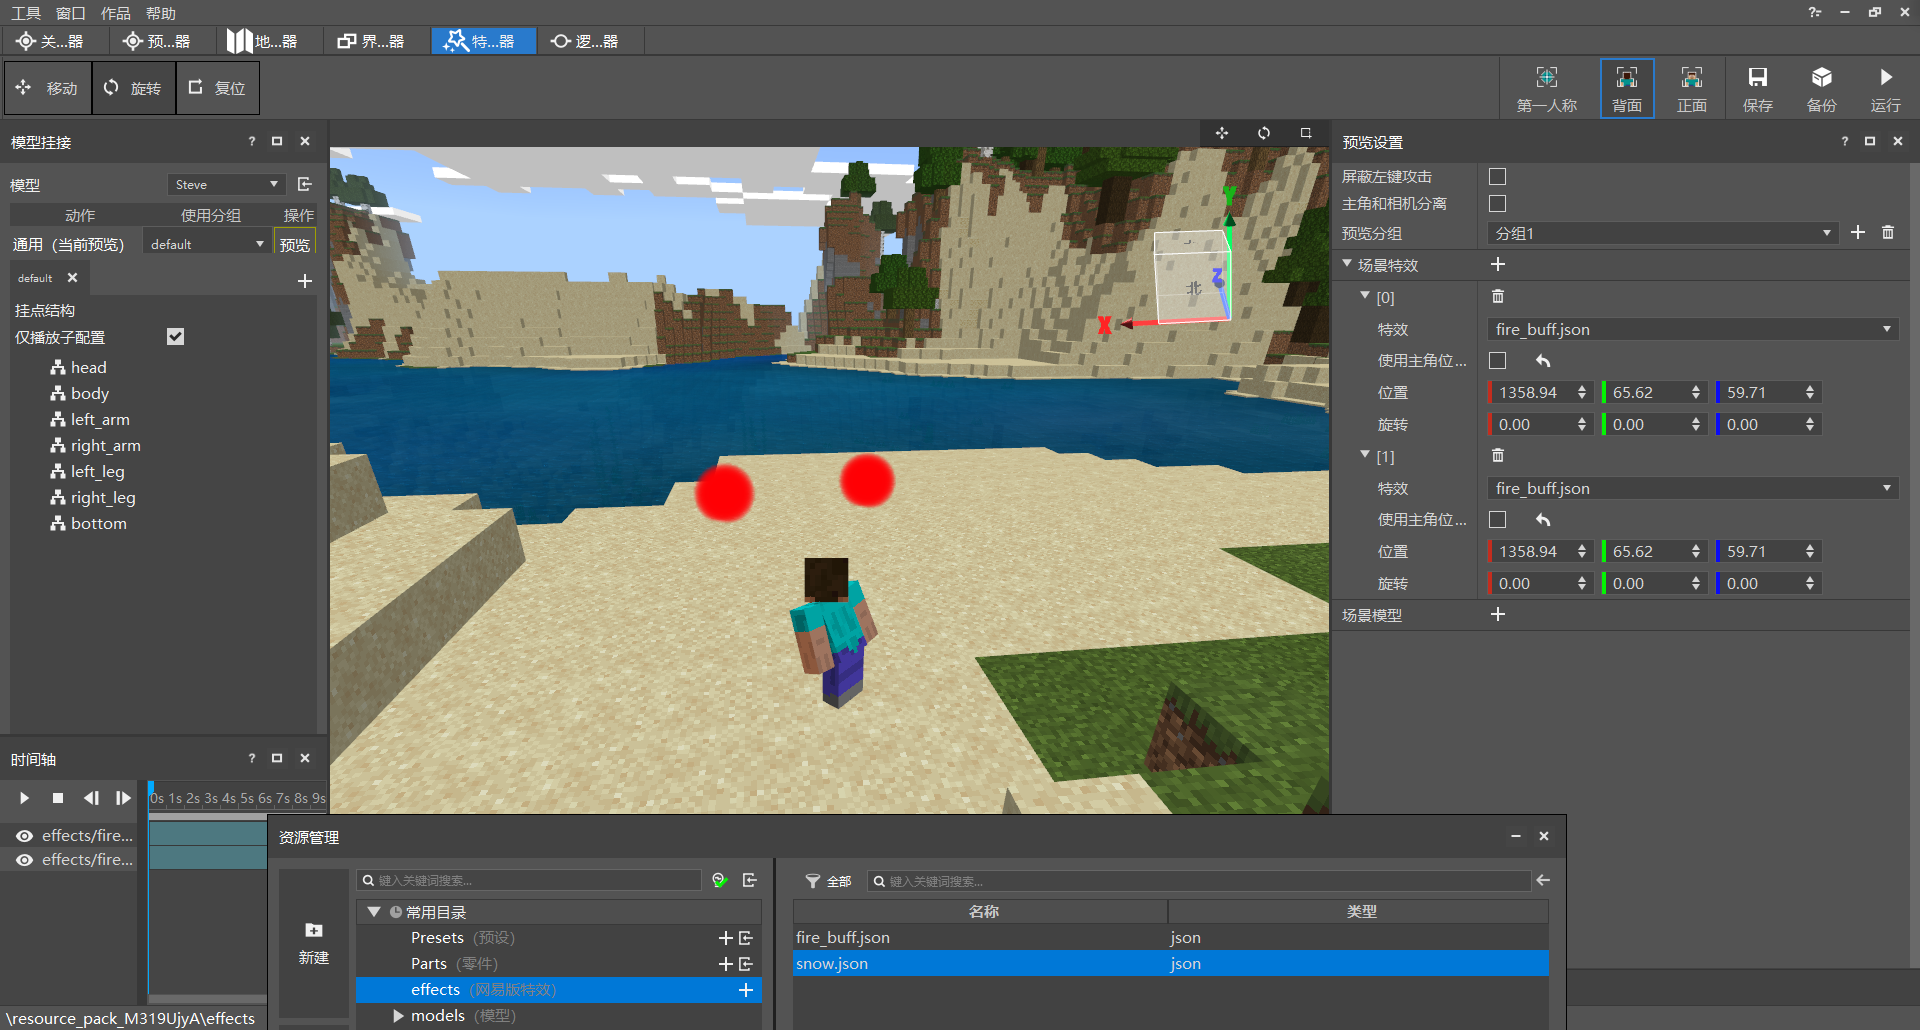 工具 窗口 作品 帮助
关...器 预...器 地...器 界...器 特...器 逻...器
移动 旋转 复位
第一人称 背面 正面 保存 备份 运行
模型挂接
模型 Steve
动作 使用分组 操作
通用（当前预览） default 预览
default
挂点结构
仅播放子配置
head
body
left_arm
right_arm
left_leg
right_leg
bottom
Y
Z
X
北
预览设置
屏蔽左键攻击
主角和相机分离
预览分组 分组1
场景特效
[0]
特效 fire_buff.json
使用主角位...
位置 1358.94 65.62 59.71
旋转 0.00 0.00 0.00
[1]
特效 fire_buff.json
使用主角位...
位置 1358.94 65.62 59.71
旋转 0.00 0.00 0.00
场景模型
时间轴
0s 1s 2s 3s 4s 5s 6s 7s 8s 9s
effects/fire...
effects/fire...
资源管理
新建
键入关键词搜索...
常用目录
Presets (预设)
Parts (零件)
effects (网易版特效)
models (模型)
全部 键入关键词搜索...
名称 类型
fire_buff.json json
snow.json json
\resource_pack_M319UjyA\effects